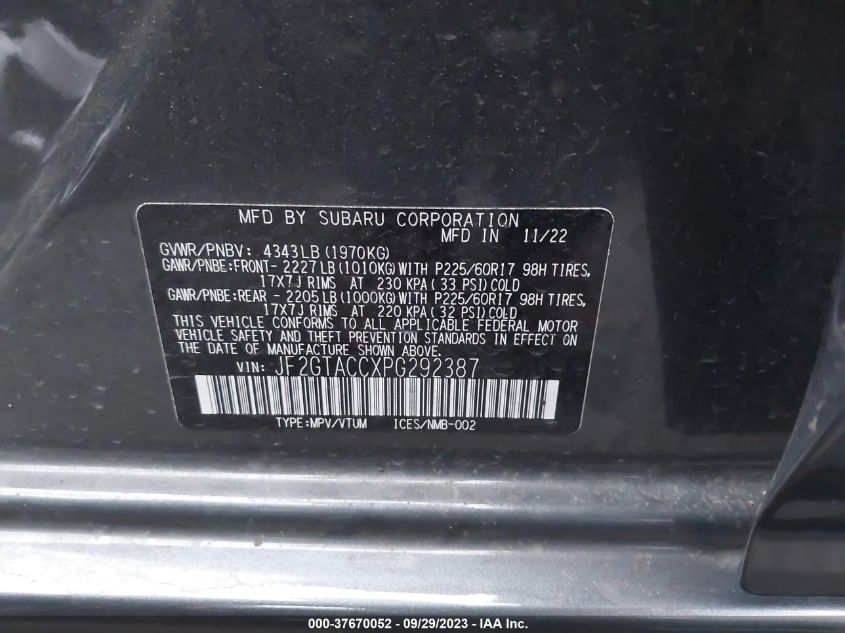 MFD BY SUBARU CORPORATION
MFD IN 11/22
GVWR/PNBV: 4343LB (1970KG)
GAWR/PNBE:FRONT- 2227LB (1010KG) WITH P225/60R17 98H TIRES,
17X7J RIMS AT 230 KPA ( 33 PSI) COLD
GAWR/PNBE:REAR - 2205LB (1000KG) WITH P225/60R17 98H TIRES,
17X7J RIMS AT 220 KPA ( 32 PSI) COLD
THIS VEHICLE CONFORMS TO ALL APPLICABLE FEDERAL MOTOR
VEHICLE SAFETY AND THEFT PREVENTION STANDARDS IN EFFECT ON
THE DATE OF MANUFACTURE SHOWN ABOVE.
VIN: JF2GTACCXPG292387
TYPE:MPV/VTUM ICES/NMB-002
000-37670052 - 09/29/2023 - © IAA, Inc.